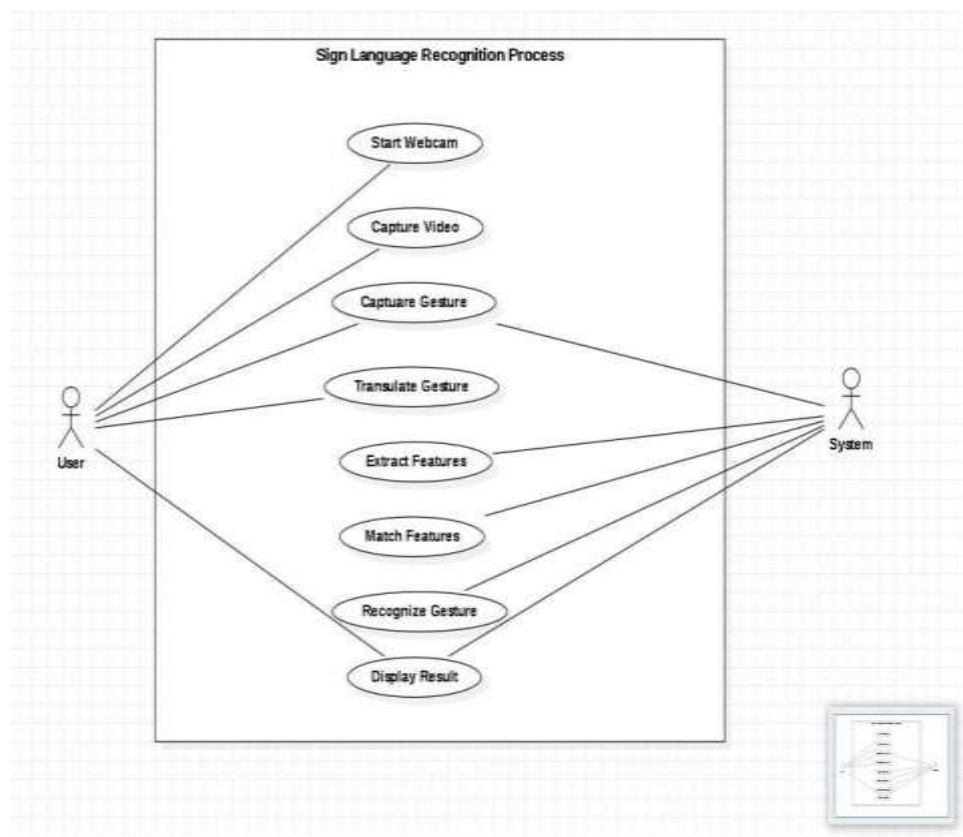 Sign Language Recognition Process
Start Webcam
Capture Video
Captuare Gesture
Transulate Gesture
User
System
Extract Features
Match Features
Recognize Gesture
Display Result